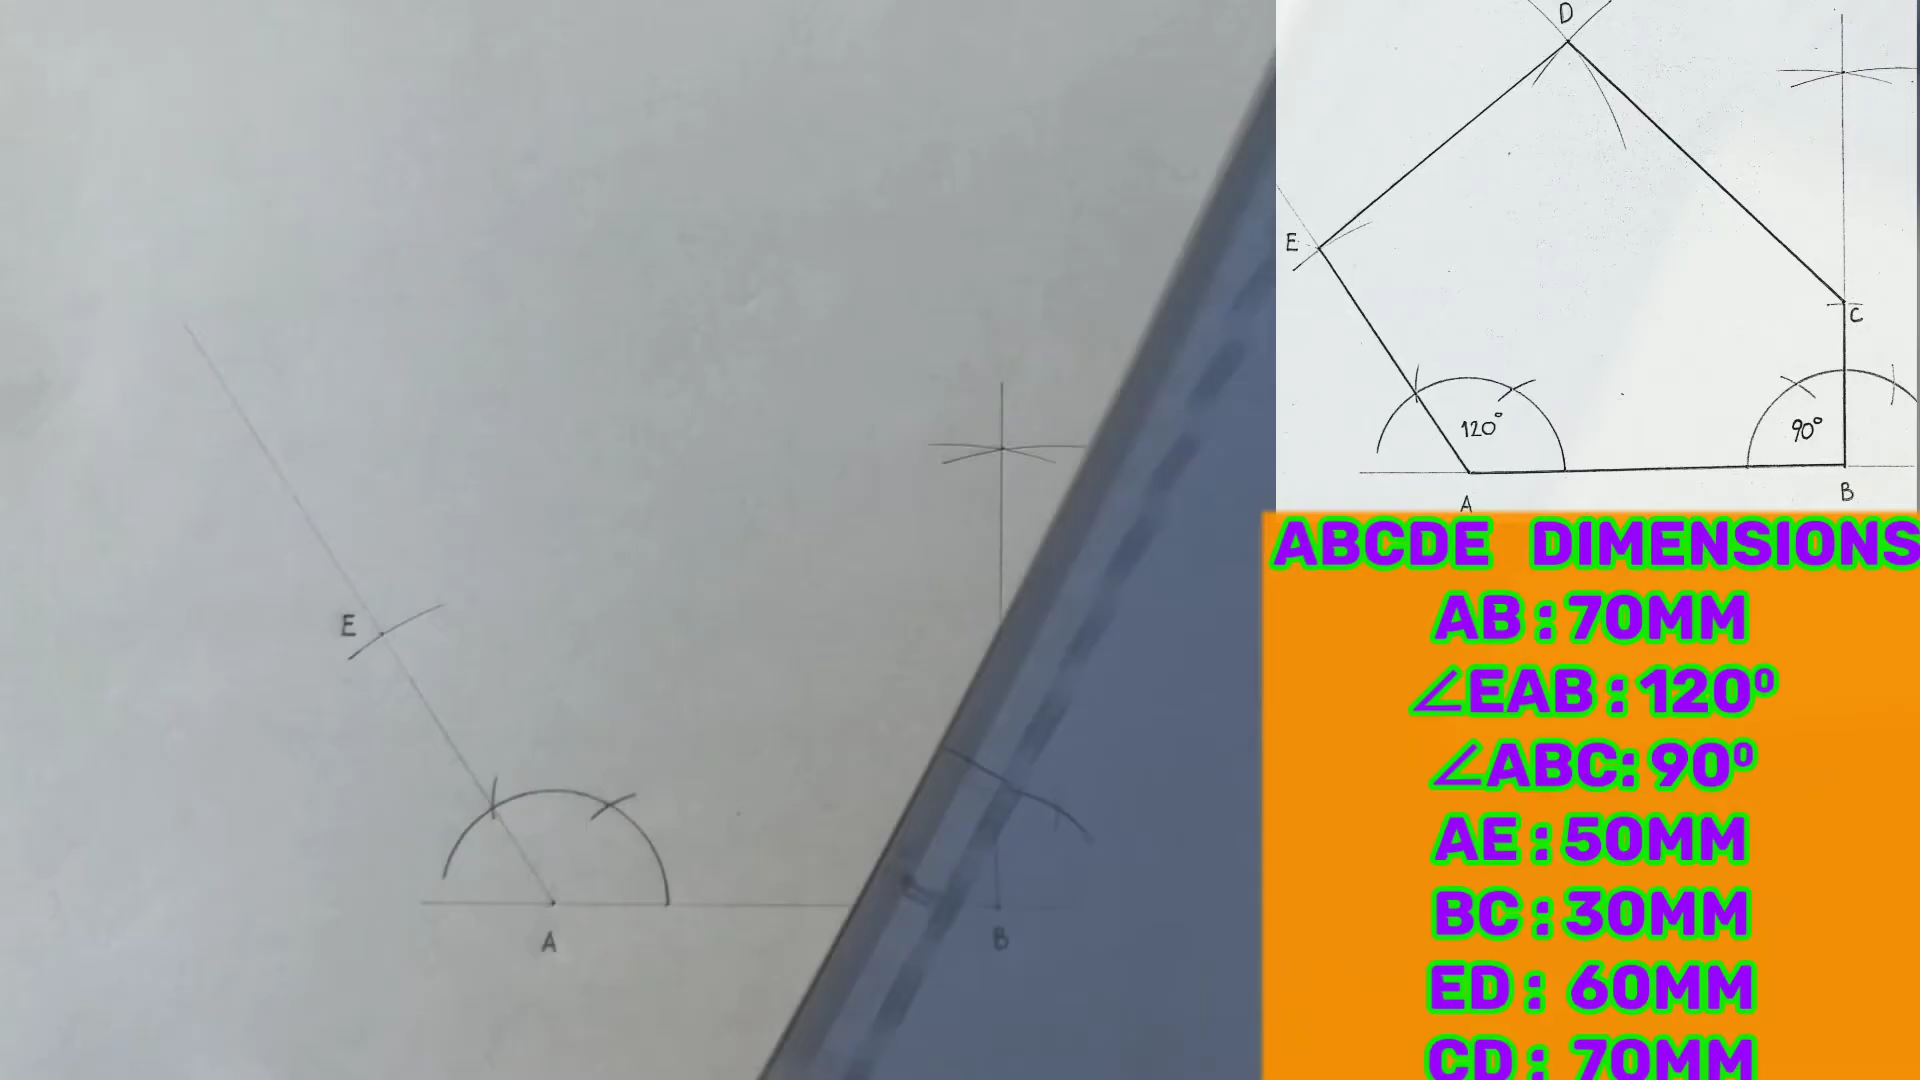 E
A
B
D
E
C
120°
90°
A
B
ABCDE DIMENSIONS
AB : 70MM
∠EAB : 120⁰
∠ABC: 90⁰
AE : 50MM
BC : 30MM
ED : 60MM
CD : 70MM